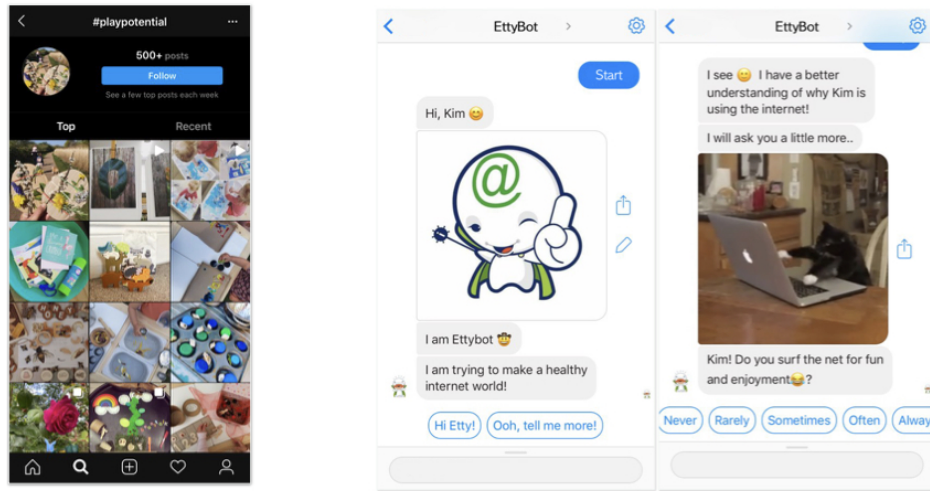 #playpotential
500+ posts
Follow
See a few top posts each week
Top
Recent
EttyBot
Start
Hi, Kim 😊
@
I am Ettybot 🤠
I am trying to make a healthy
internet world!
Hi Etty!
Ooh, tell me more!
EttyBot
I see 😊 I have a better
understanding of why Kim is
using the internet!
I will ask you a little more..
Kim! Do you surf the net for fun
and enjoyment😂?
Never
Rarely
Sometimes
Often
Alway